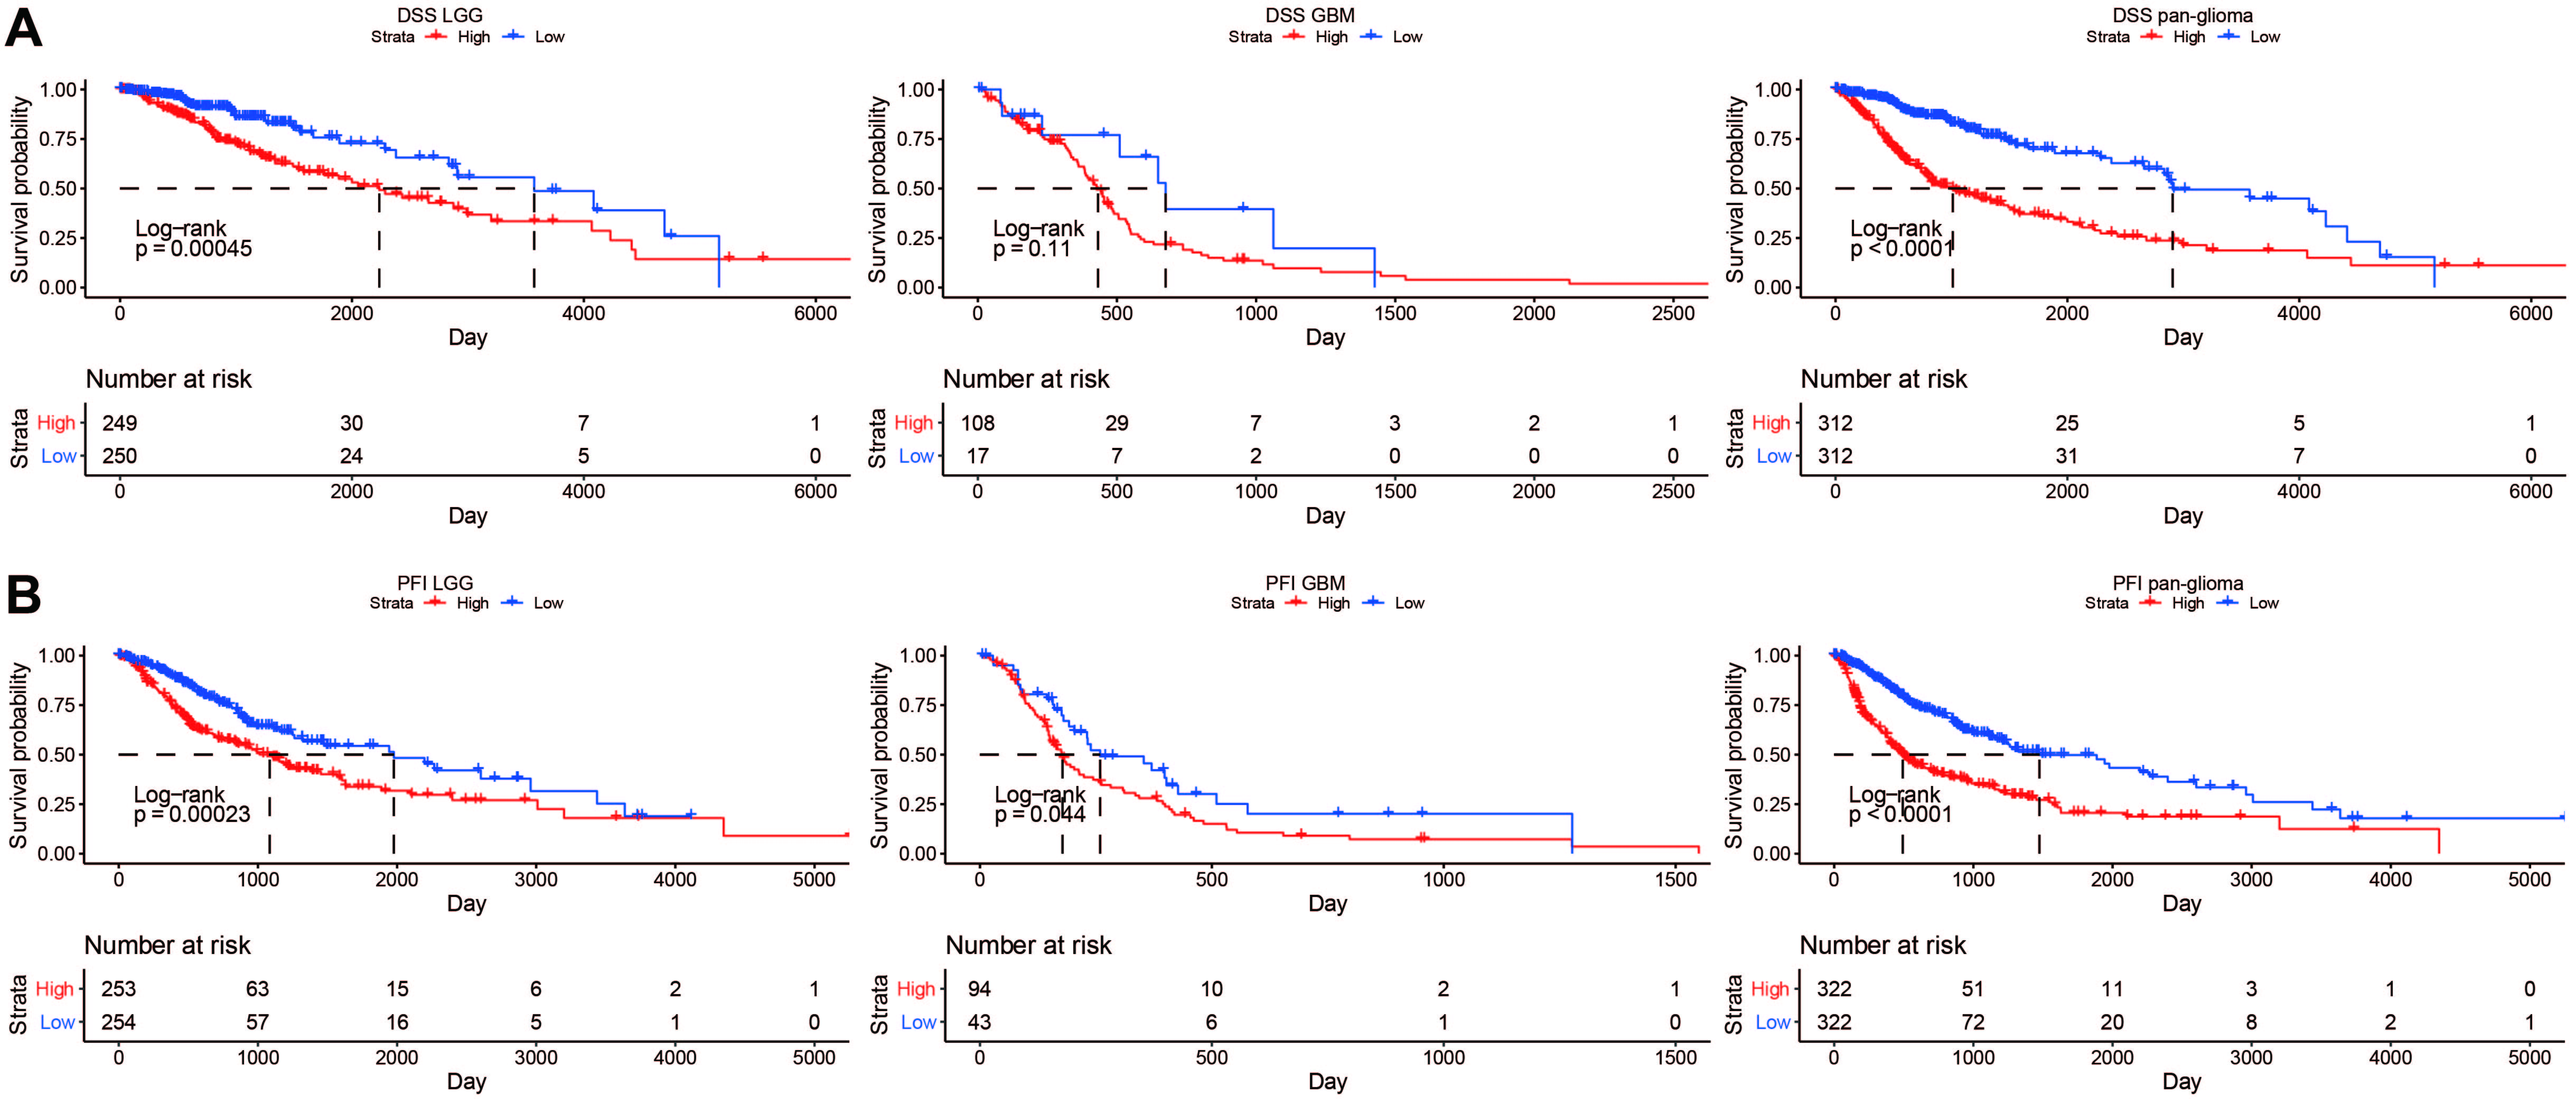 A
DSS LGG
Strata High Low
Survival probability
1.00
0.75
0.50
0.25
0.00
Log-rank
p = 0.00045
0 2000 4000 6000
Day
Number at risk
Strata
High 249 30 7 1
Low 250 24 5 0
0 2000 4000 6000
Day
DSS GBM
Strata High Low
Survival probability
1.00
0.75
0.50
0.25
0.00
Log-rank
p = 0.11
0 500 1000 1500 2000 2500
Day
Number at risk
Strata
High 108 29 7 3 2 1
Low 17 7 2 0 0 0
0 500 1000 1500 2000 2500
Day
DSS pan-glioma
Strata High Low
Survival probability
1.00
0.75
0.50
0.25
0.00
Log-rank
p < 0.0001
0 2000 4000 6000
Day
Number at risk
Strata
High 312 25 5 1
Low 312 31 7 0
0 2000 4000 6000
Day
B
PFI LGG
Strata High Low
Survival probability
1.00
0.75
0.50
0.25
0.00
Log-rank
p = 0.00023
0 1000 2000 3000 4000 5000
Day
Number at risk
Strata
High 253 63 15 6 2 1
Low 254 57 16 5 1 0
0 1000 2000 3000 4000 5000
Day
PFI GBM
Strata High Low
Survival probability
1.00
0.75
0.50
0.25
0.00
Log-rank
p = 0.044
0 500 1000 1500
Day
Number at risk
Strata
High 94 10 2 1
Low 43 6 1 0
0 500 1000 1500
Day
PFI pan-glioma
Strata High Low
Survival probability
1.00
0.75
0.50
0.25
0.00
Log-rank
p < 0.0001
0 1000 2000 3000 4000 5000
Day
Number at risk
Strata
High 322 51 11 3 1 0
Low 322 72 20 8 2 1
0 1000 2000 3000 4000 5000
Day